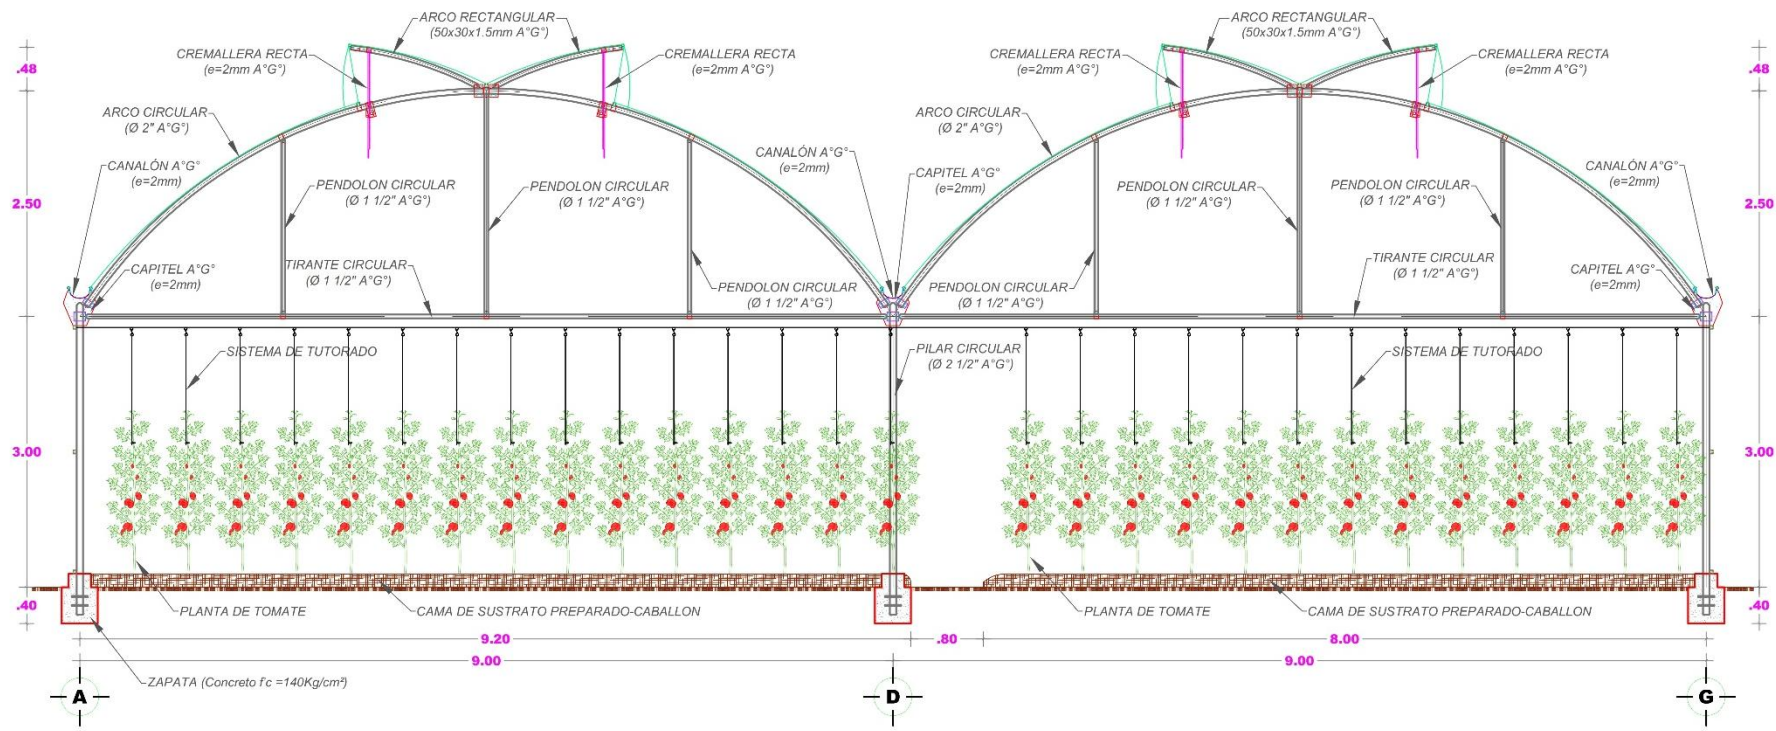 ARCO RECTANGULAR
(50x30x1.5mm A°G°)
ARCO RECTANGULAR
(50x30x1.5mm A°G°)
CREMALLERA RECTA
(e=2mm A°G°)
CREMALLERA RECTA
(e=2mm A°G°)
CREMALLERA RECTA
(e=2mm A°G°)
CREMALLERA RECTA
(e=2mm A°G°)
.48
.48
ARCO CIRCULAR
(Ø 2" A°G°)
ARCO CIRCULAR
(Ø 2" A°G°)
CANALÓN A°G°
(e=2mm)
CANALÓN A°G°
(e=2mm)
CAPITEL A°G°
(e=2mm)
CANALÓN A°G°
(e=2mm)
PENDOLON CIRCULAR
(Ø 1 1/2" A°G°)
PENDOLON CIRCULAR
(Ø 1 1/2" A°G°)
PENDOLON CIRCULAR
(Ø 1 1/2" A°G°)
PENDOLON CIRCULAR
(Ø 1 1/2" A°G°)
2.50
2.50
CAPITEL A°G°
(e=2mm)
TIRANTE CIRCULAR
(Ø 1 1/2" A°G°)
PENDOLON CIRCULAR
(Ø 1 1/2" A°G°)
PENDOLON CIRCULAR
(Ø 1 1/2" A°G°)
TIRANTE CIRCULAR
(Ø 1 1/2" A°G°)
CAPITEL A°G°
(e=2mm)
SISTEMA DE TUTORADO
PILAR CIRCULAR
(Ø 2 1/2" A°G°)
SISTEMA DE TUTORADO
3.00
3.00
.40
PLANTA DE TOMATE
CAMA DE SUSTRATO PREPARADO-CABALLON
PLANTA DE TOMATE
CAMA DE SUSTRATO PREPARADO-CABALLON
.40
9.20
.80
8.00
9.00
9.00
ZAPATA (Concreto f'c =140Kg/cm²)
A
D
G